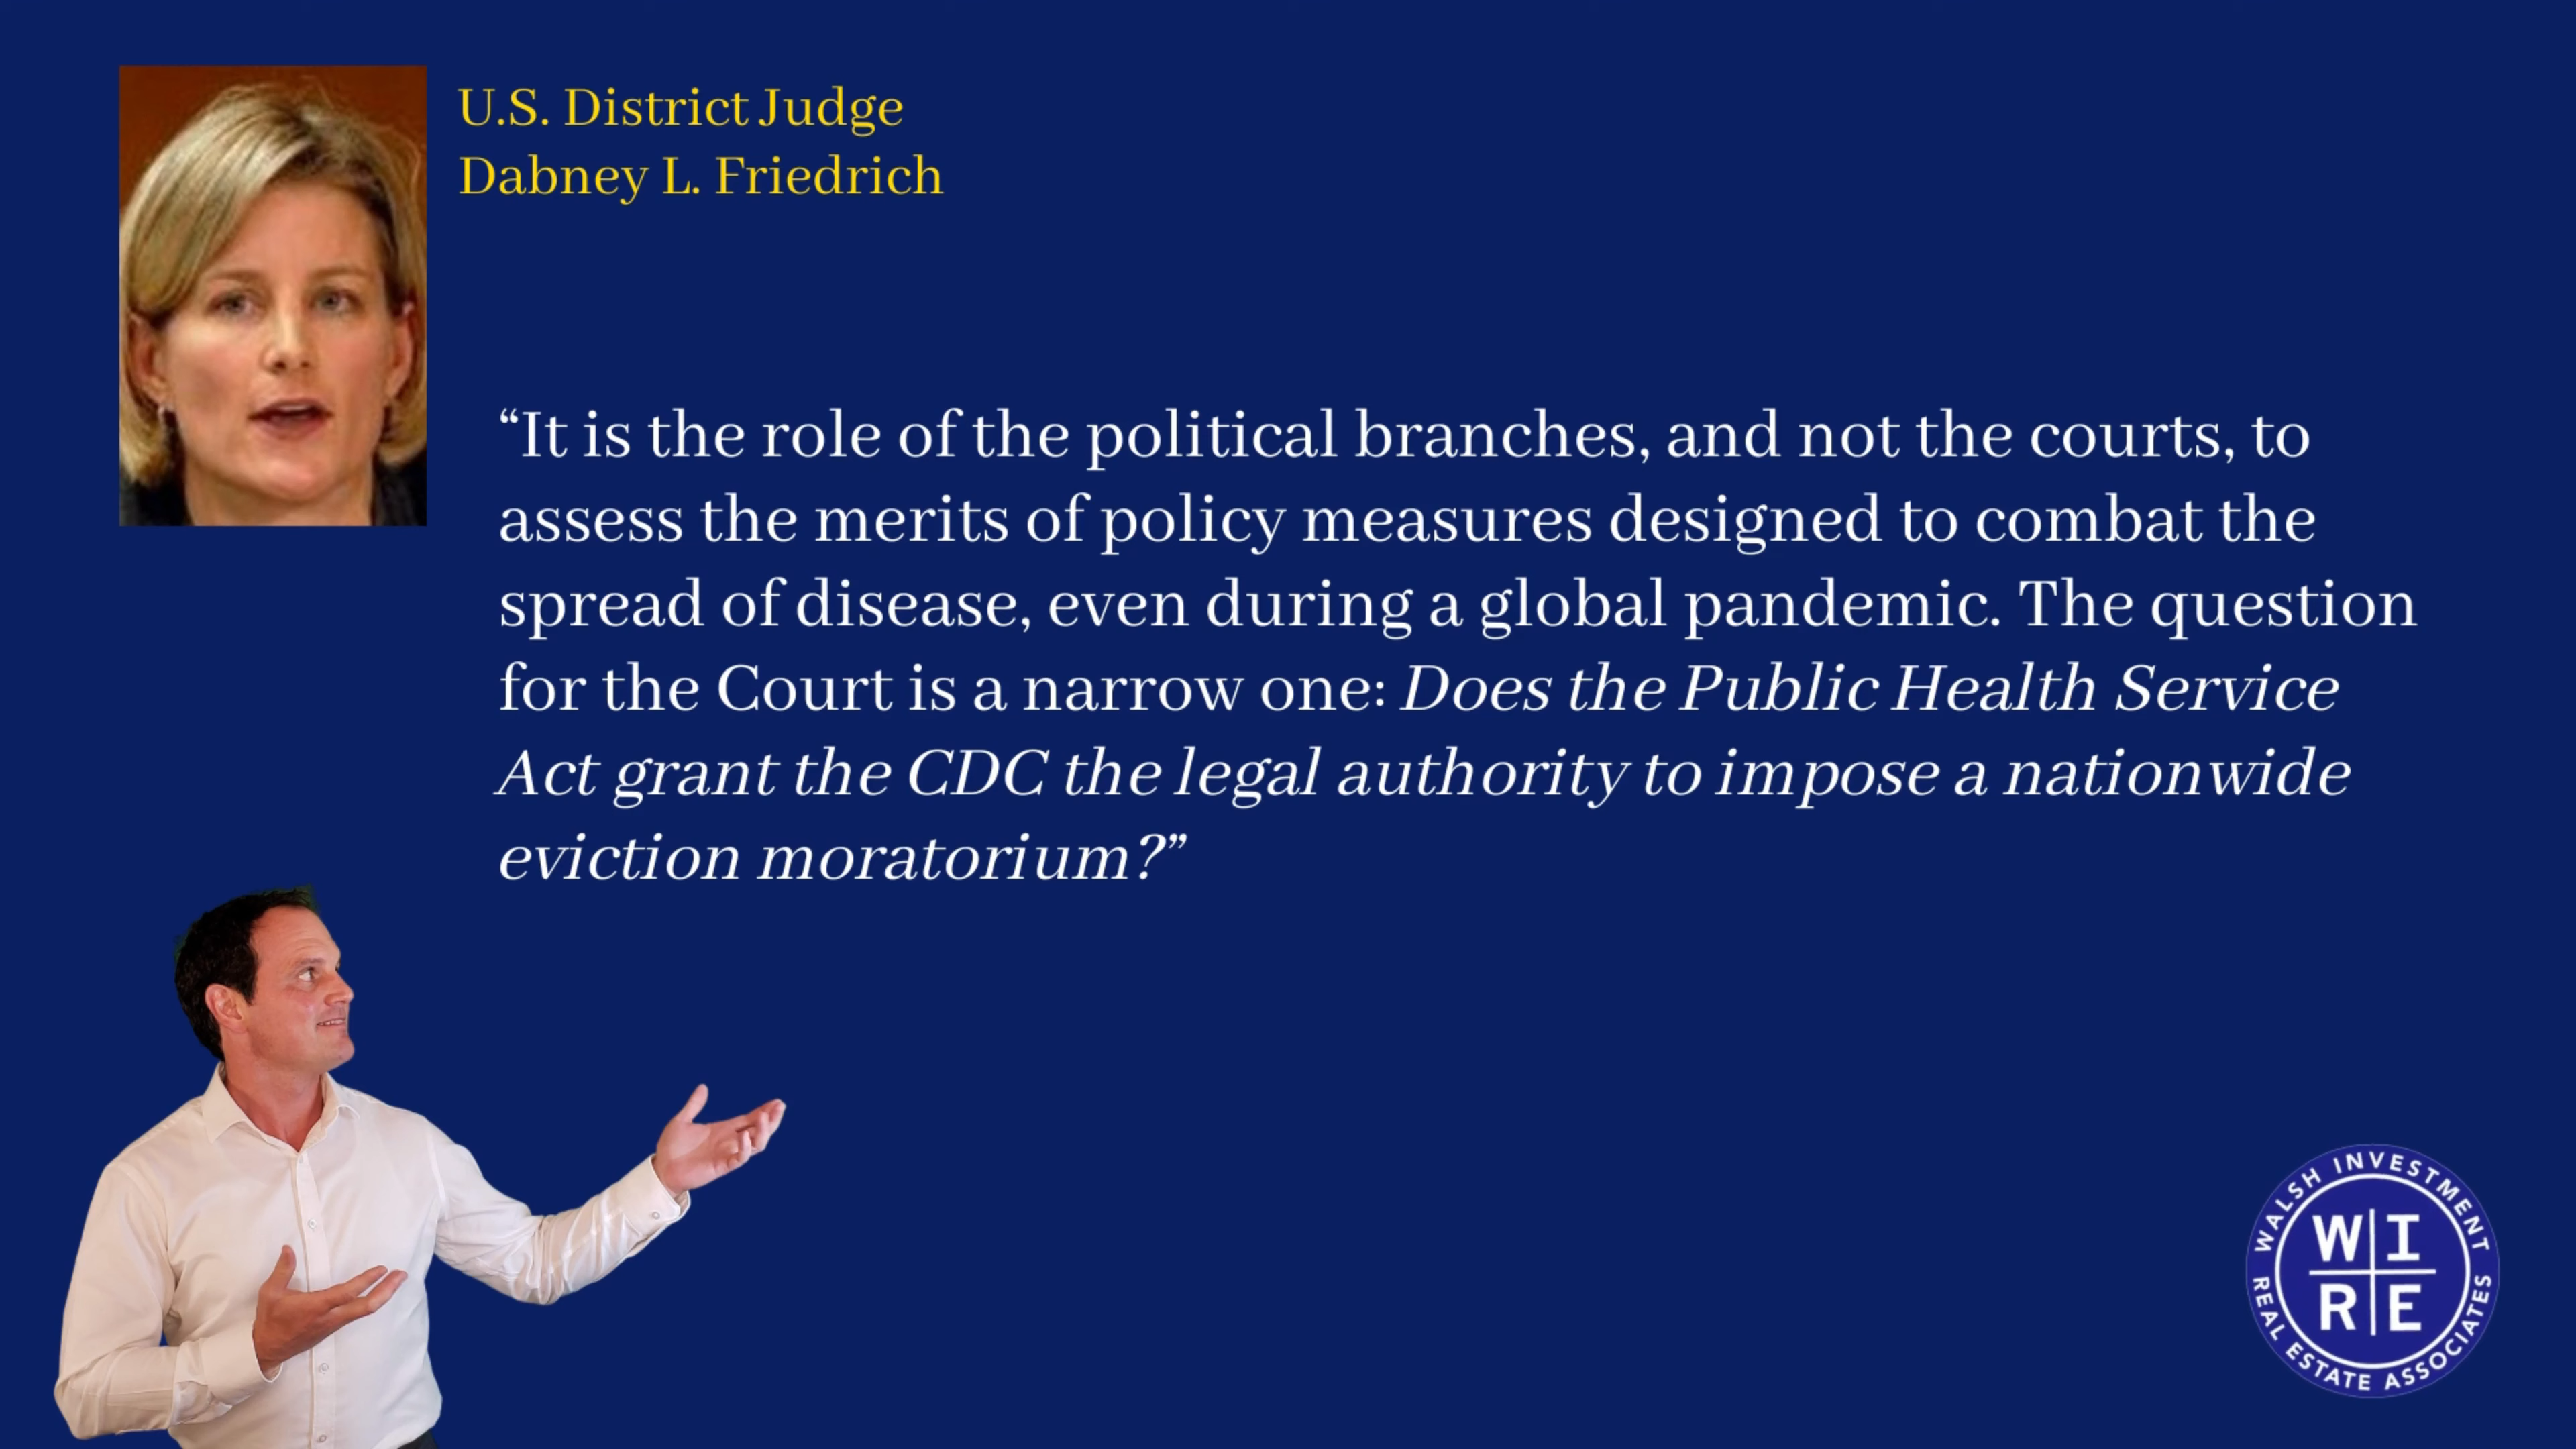 U.S. District Judge
Dabney L. Friedrich
“It is the role of the political branches, and not the courts, to
assess the merits of policy measures designed to combat the
spread of disease, even during a global pandemic. The question
for the Court is a narrow one: Does the Public Health Service
Act grant the CDC the legal authority to impose a nationwide
eviction moratorium?”
WALSH INVESTMENT
W I
R E
REAL ESTATE ASSOCIATES